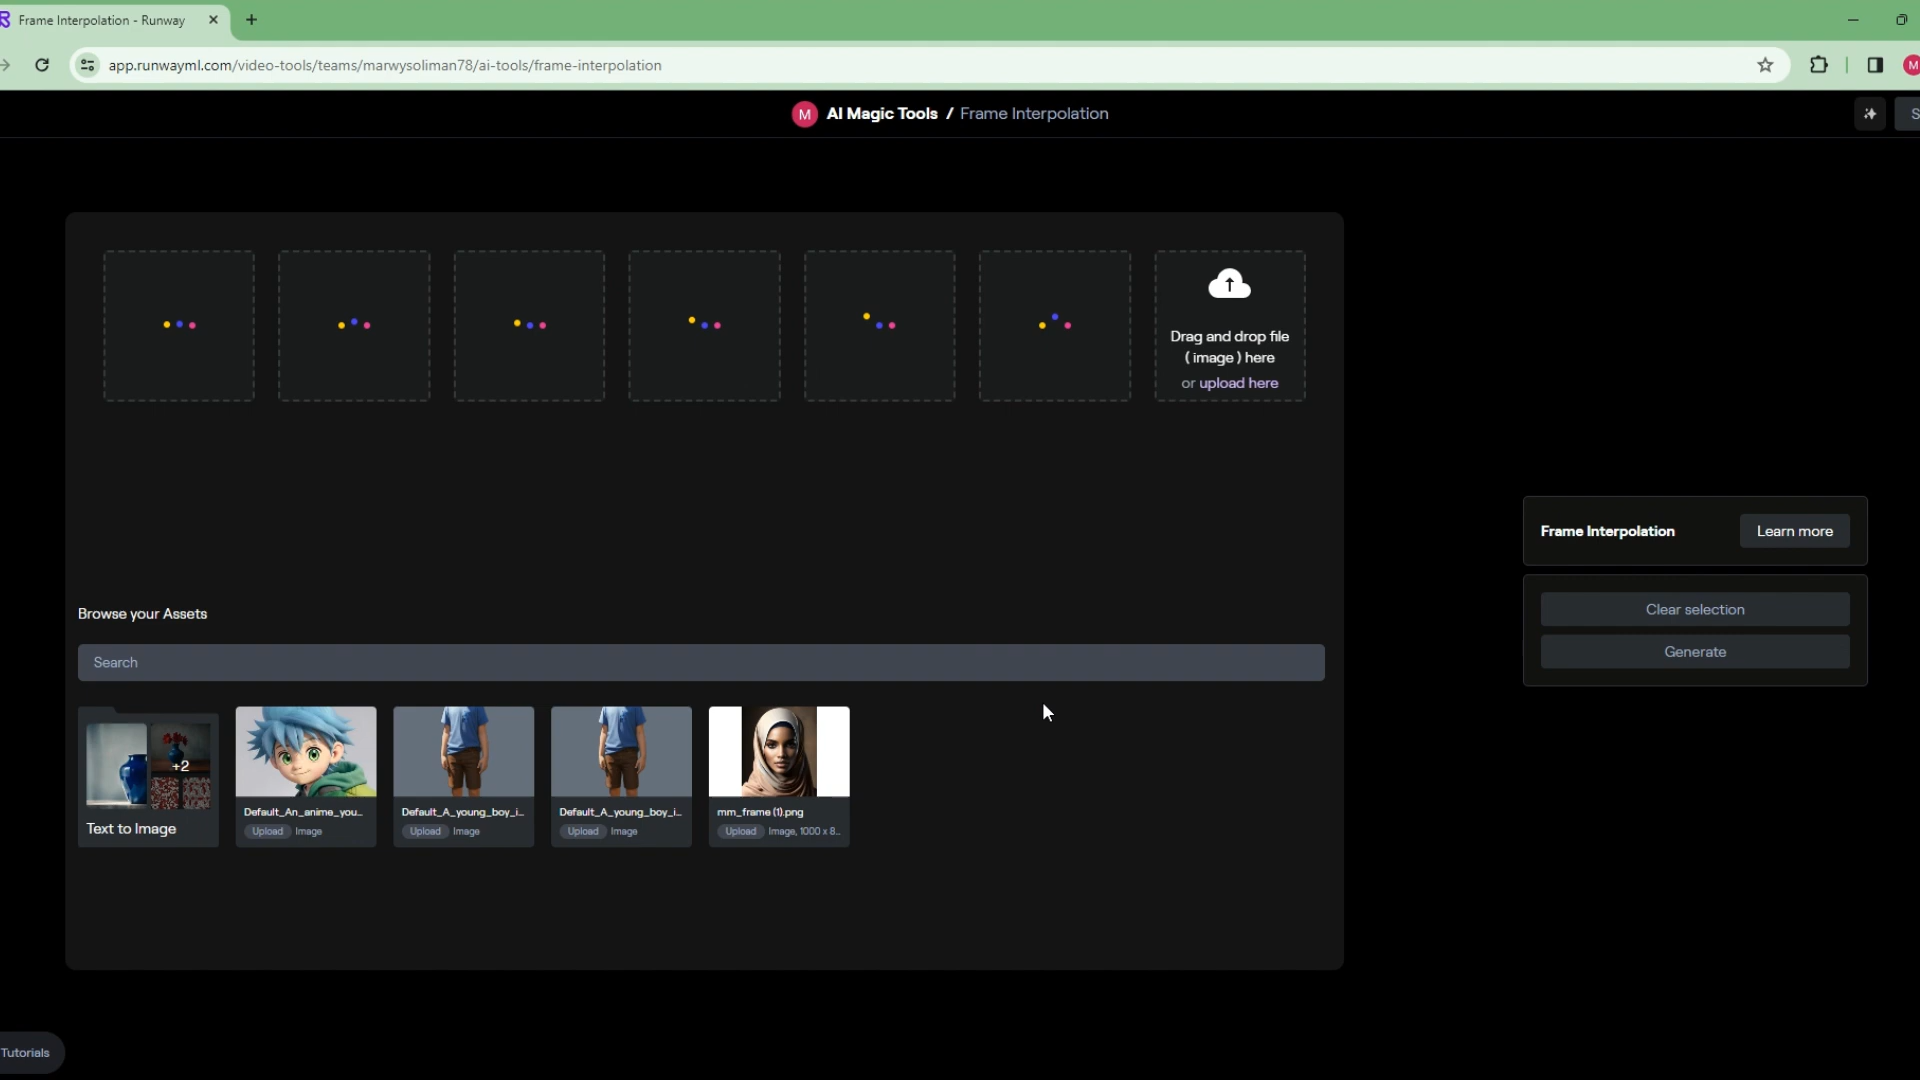 Frame Interpolation - Runway
app.runwayml.com/video-tools/teams/marwysoliman78/ai-tools/frame-interpolation
M
M AI Magic Tools / Frame Interpolation
S
Drag and drop file
( image ) here
or upload here
Frame Interpolation
Learn more
Clear selection
Generate
Browse your Assets
Search
+2
Text to Image
Default_An_anime_you...
Upload Image
Default_A_young_boy_i...
Upload Image
Default_A_young_boy_i...
Upload Image
mm_frame (1).png
Upload Image, 1000 x 8...
Tutorials